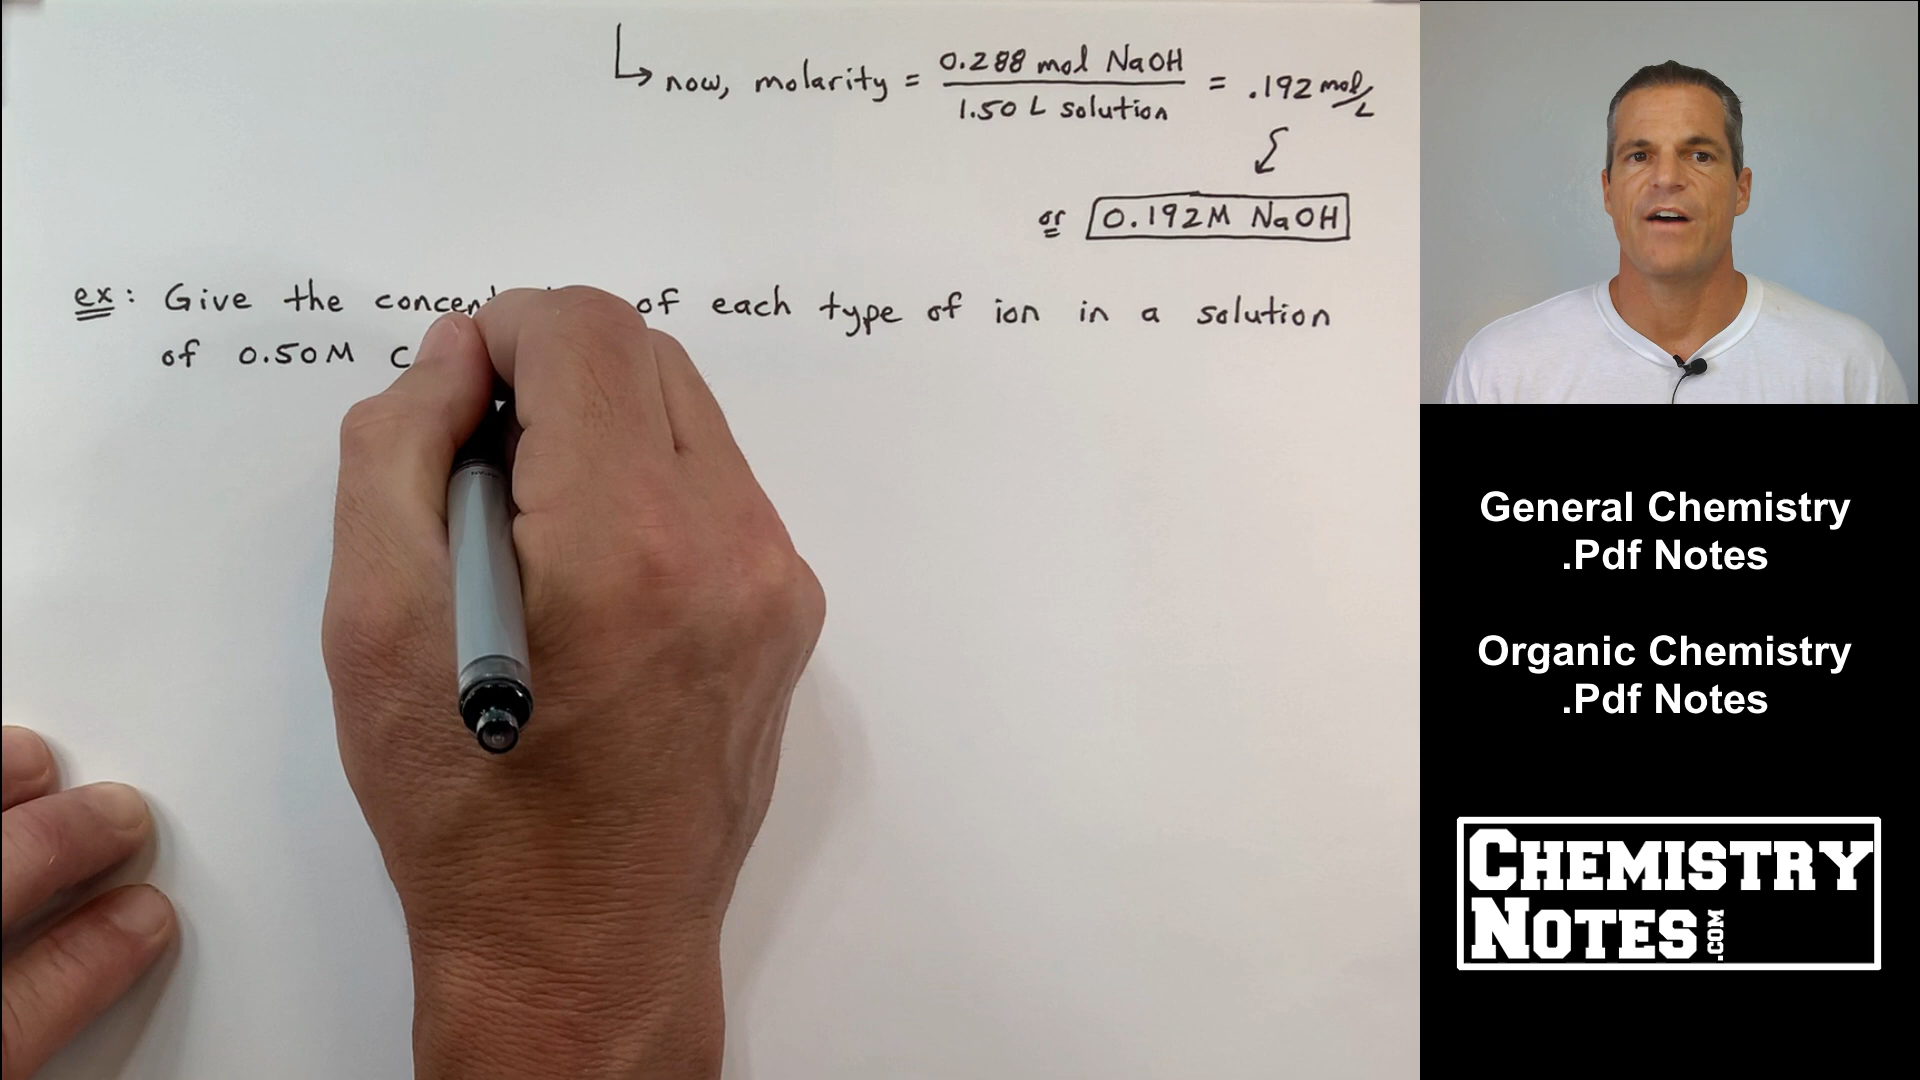 now, molarity = 0.288 mol NaOH / 1.50 L solution = .192 mol/L
or 0.192M NaOH
ex: Give the of each type of ion in a solution
of 0.50M
General Chemistry
.Pdf Notes
Organic Chemistry
.Pdf Notes
CHEMISTRY
NOTES.COM